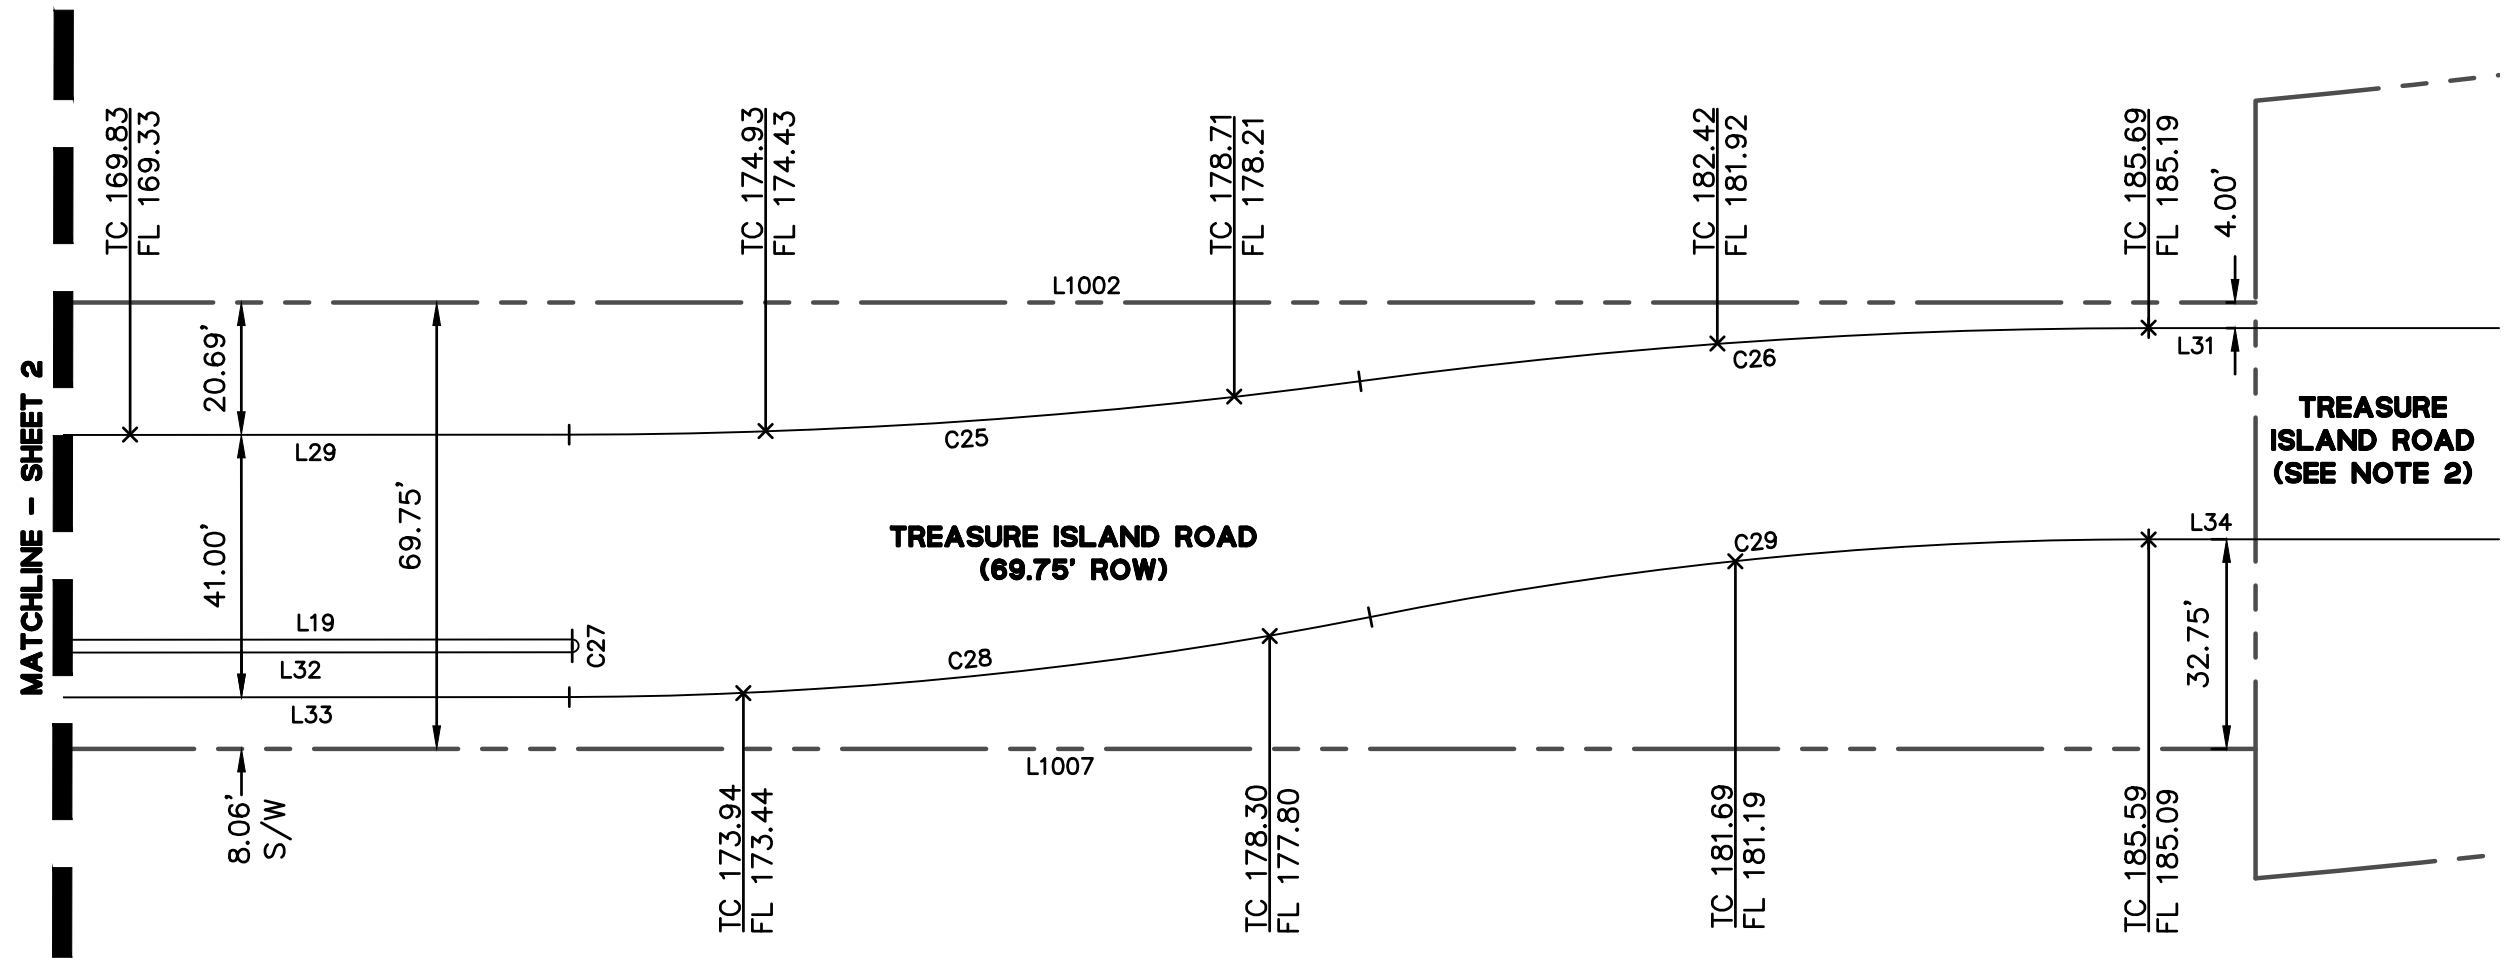 MATCHLINE - SHEET 2
TC 169.83
FL 169.33
TC 174.93
FL 174.43
TC 178.71
FL 178.21
TC 182.42
FL 181.92
TC 185.69
FL 185.19
4.00'
L1002
20.69'
L31
C26
L29
C25
69.75'
TREASURE
ISLAND ROAD
(SEE NOTE 2)
41.00'
TREASURE ISLAND ROAD
(69.75' ROW)
C29
L34
L19
C27
C28
L32
32.75'
L33
L1007
8.06'
S/W
TC 173.94
FL 173.44
TC 178.30
FL 177.80
TC 181.69
FL 181.19
TC 185.59
FL 185.09